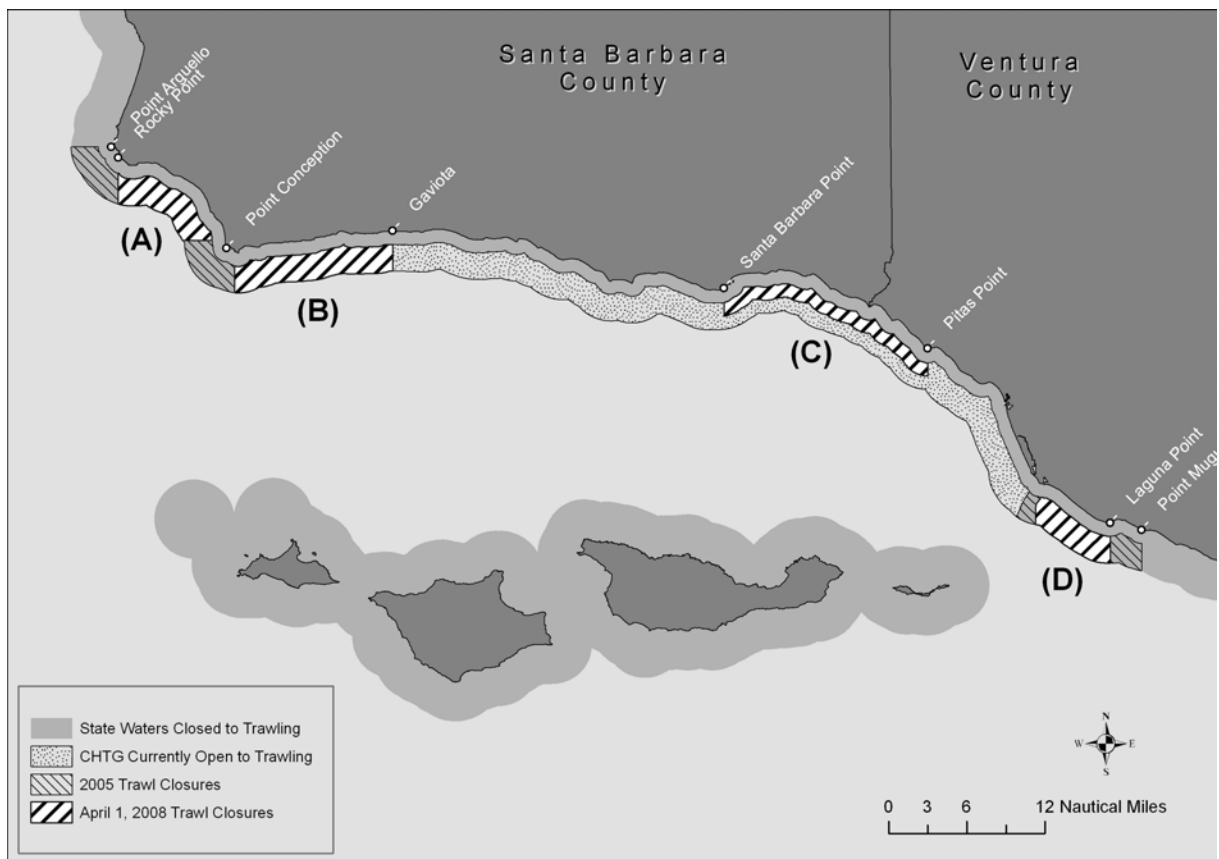 Santa Barbara
County
Ventura
County
Point Arguello
Rocky Point
Point Conception
Gaviota
Santa Barbara Point
Pitas Point
Laguna Point
Point Mugu
(A)
(B)
(C)
(D)
State Waters Closed to Trawling
CHTG Currently Open to Trawling
2005 Trawl Closures
April 1, 2008 Trawl Closures
N
W E
S
0 3 6 12 Nautical Miles